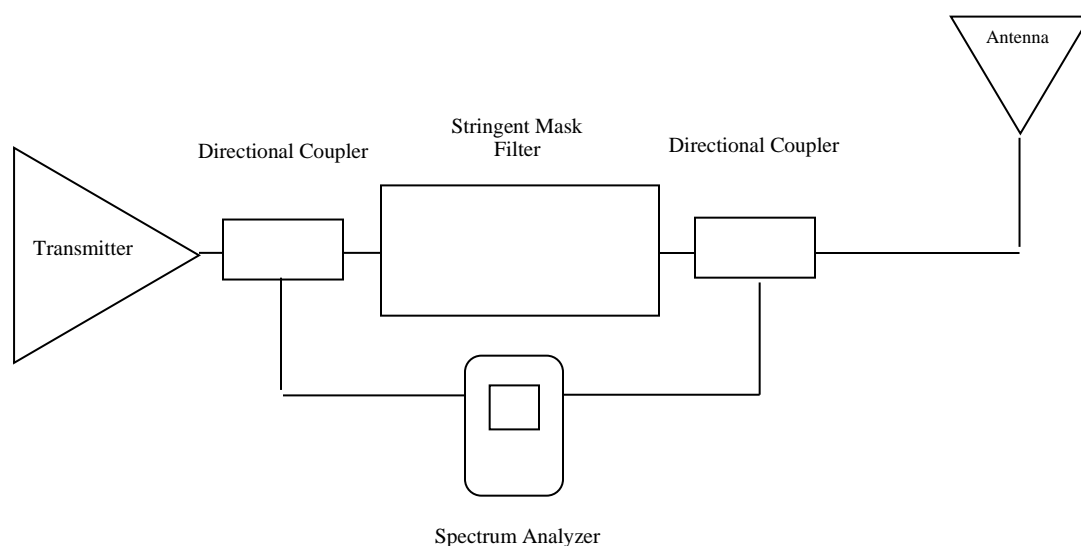 Antenna
Stringent Mask
Filter
Directional Coupler
Directional Coupler
Transmitter
Spectrum Analyzer